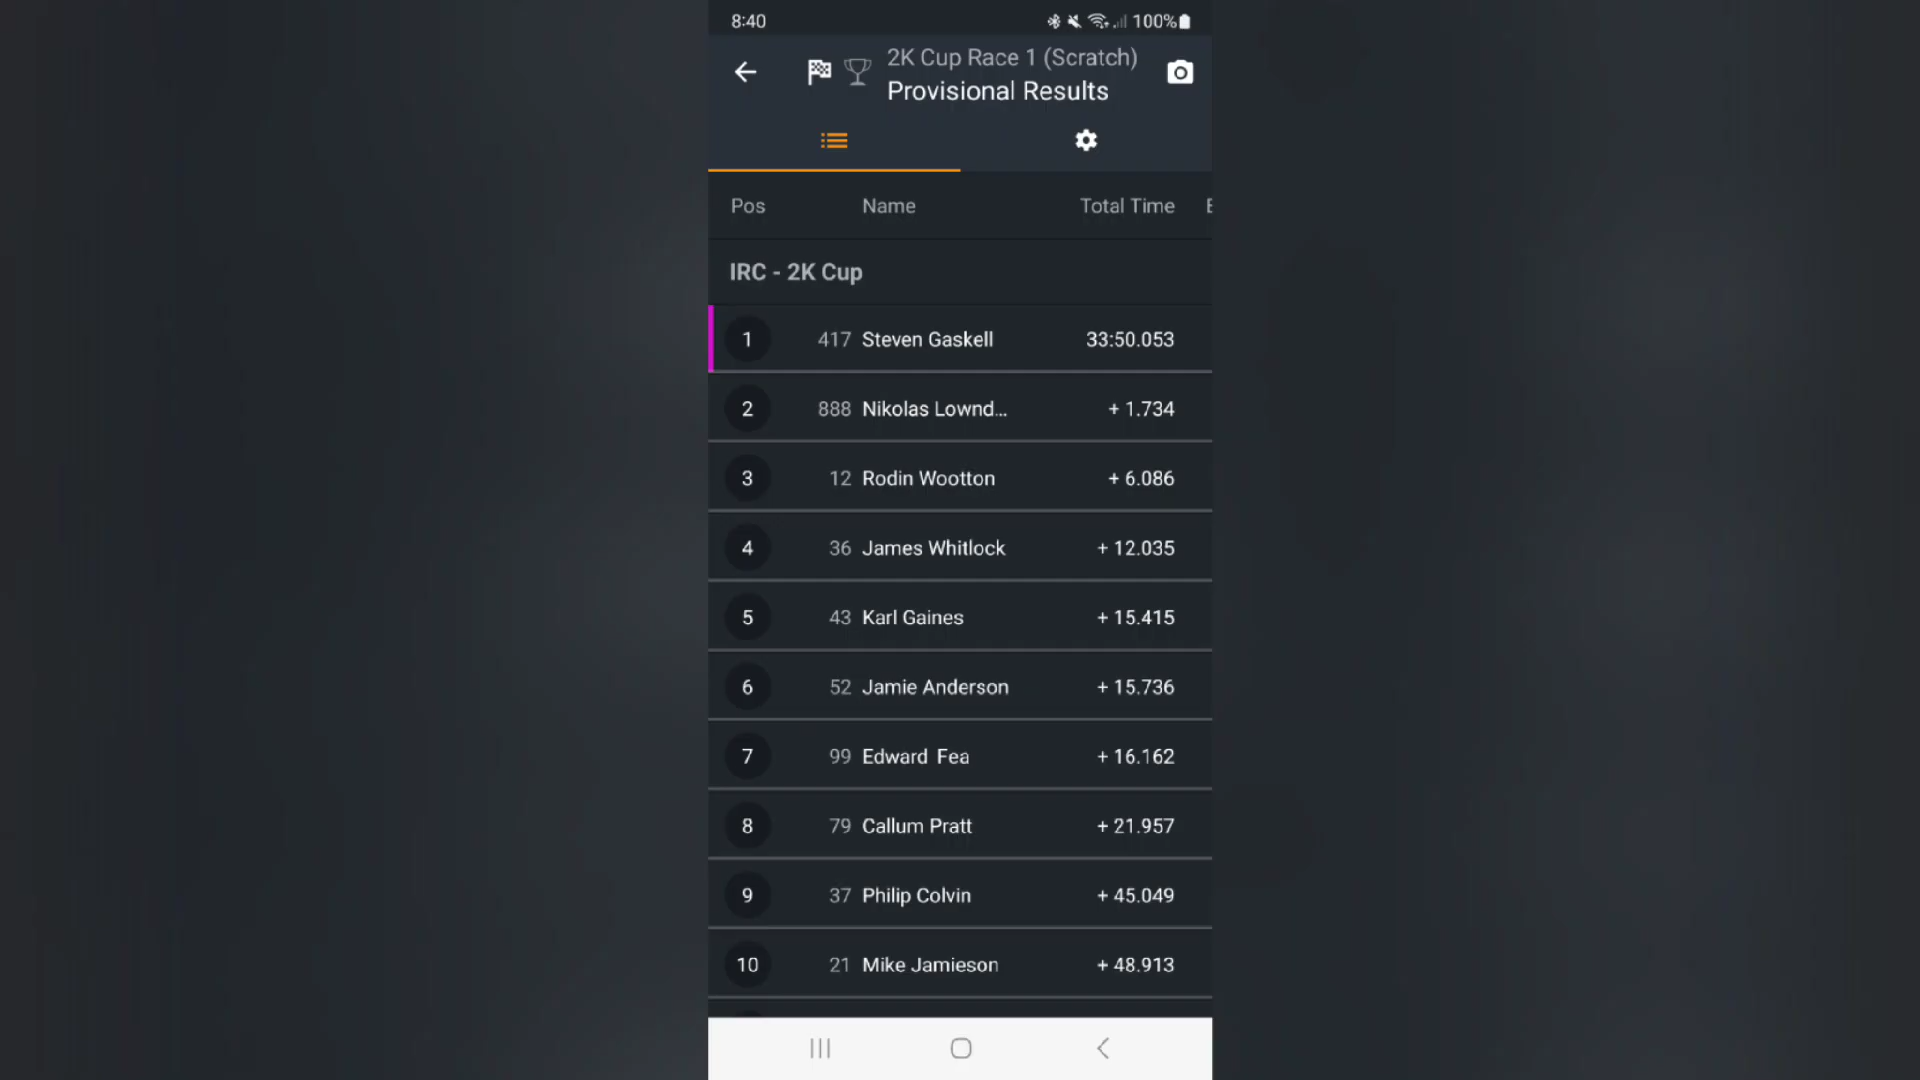 8:40
100%
2K Cup Race 1 (Scratch)
Provisional Results
Pos Name Total Time
IRC - 2K Cup
1 417 Steven Gaskell 33:50.053
2 888 Nikolas Lownd... + 1.734
3 12 Rodin Wootton + 6.086
4 36 James Whitlock + 12.035
5 43 Karl Gaines + 15.415
6 52 Jamie Anderson + 15.736
7 99 Edward Fea + 16.162
8 79 Callum Pratt + 21.957
9 37 Philip Colvin + 45.049
10 21 Mike Jamieson + 48.913